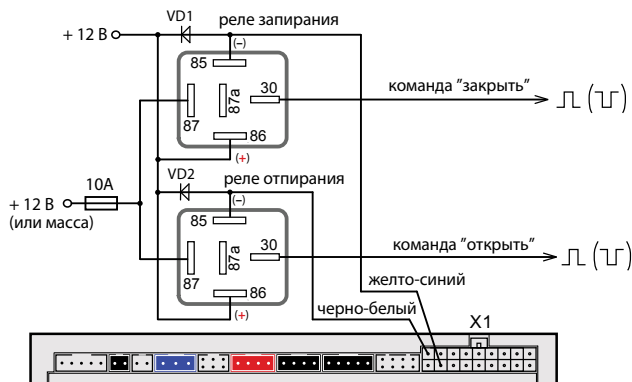 VD1
реле запирания
+ 12 В
(–)
85
30
87a
команда "закрыть"
87
86
(+)
VD2
реле отпирания
10А
+ 12 В
(или масса)
(–)
85
30
87a
команда "открыть"
87
86
(+)
желто-синий
черно-белый
X1